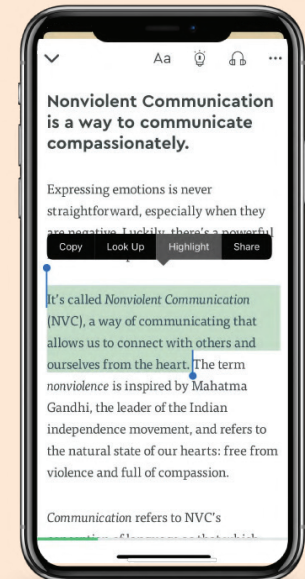 Aa
Nonviolent Communication
is a way to communicate
compassionately.
Expressing emotions is never
straightforward, especially when they
are negative. Luckily, there's a powerful
Copy Look Up Highlight Share
It's called Nonviolent Communication
(NVC), a way of communicating that
allows us to connect with others and
ourselves from the heart. The term
nonviolence is inspired by Mahatma
Gandhi, the leader of the Indian
independence movement, and refers to
the natural state of our hearts: free from
violence and full of compassion.
Communication refers to NVC's